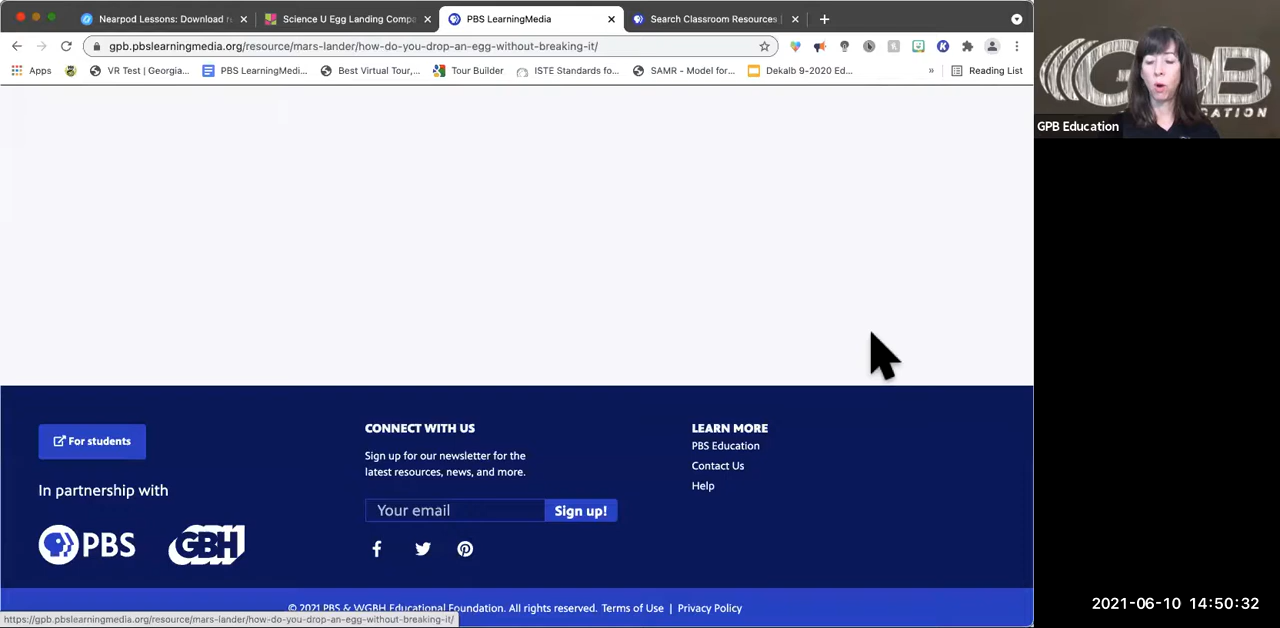 Nearpod Lessons: Download r
Science U Egg Landing Compo
PBS LearningMedia
Search Classroom Resources
gpb.pbslearningmedia.org/resource/mars-lander/how-do-you-drop-an-egg-without-breaking-it/
Apps
VR Test | Georgia...
PBS LearningMedi...
Best Virtual Tour,...
Tour Builder
ISTE Standards fo...
SAMR - Model for...
Dekalb 9-2020 Ed...
»
Reading List
GPB
CATION
GPB Education
For students
In partnership with
PBS
GBH
CONNECT WITH US
Sign up for our newsletter for the
latest resources, news, and more.
Your email
Sign up!
LEARN MORE
PBS Education
Contact Us
Help
© 2021 PBS & WGBH Educational Foundation. All rights reserved. Terms of Use | Privacy Policy
https://gpb.pbslearningmedia.org/resource/mars-lander/how-do-you-drop-an-egg-without-breaking-it/
2021-06-10 14:50:32